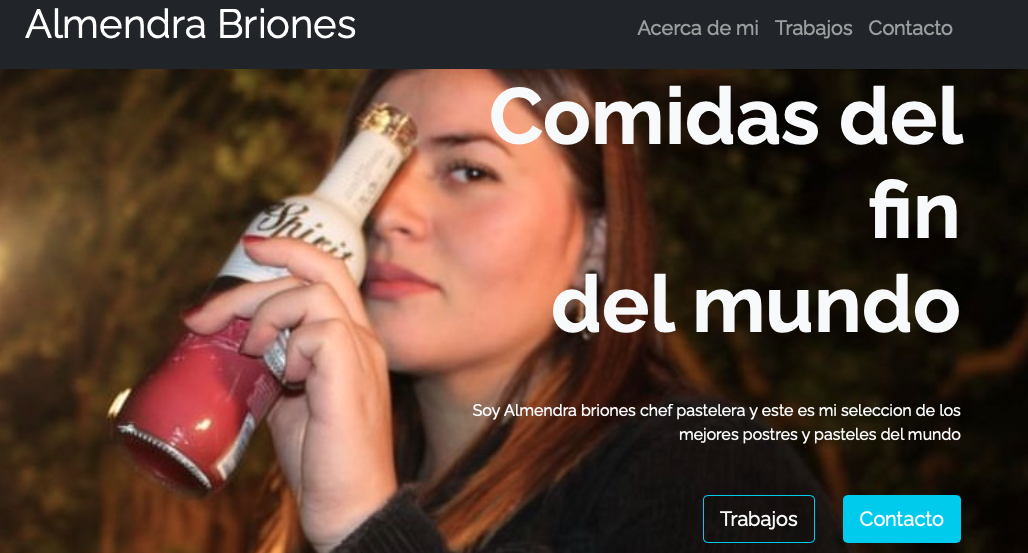 Almendra Briones
Acerca de mi Trabajos Contacto
Comidas del
fin
del mundo
Spirit
Soy Almendra briones chef pastelera y este es mi seleccion de los
mejores postres y pasteles del mundo
Trabajos Contacto